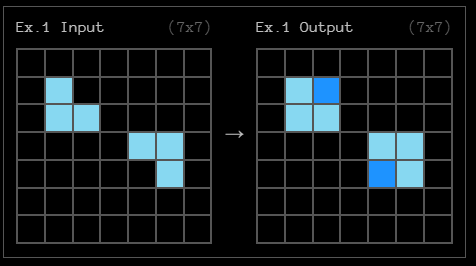 Ex.1 Input (7x7)
→
Ex.1 Output (7x7)